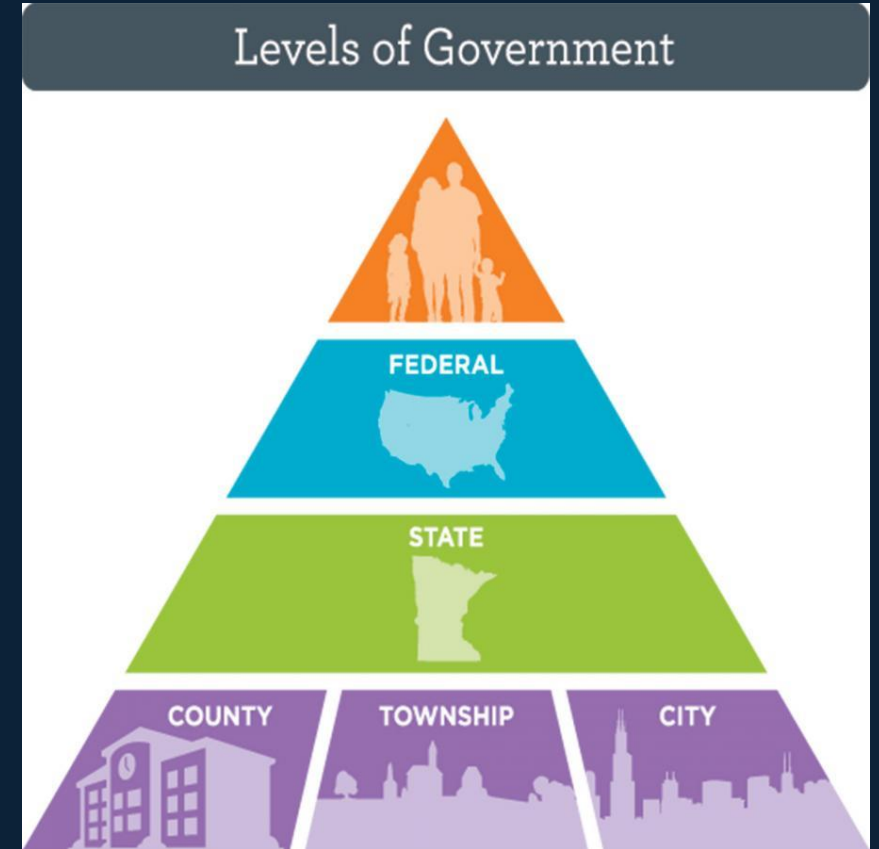 Levels of Government
FEDERAL
STATE
COUNTY
TOWNSHIP
CITY